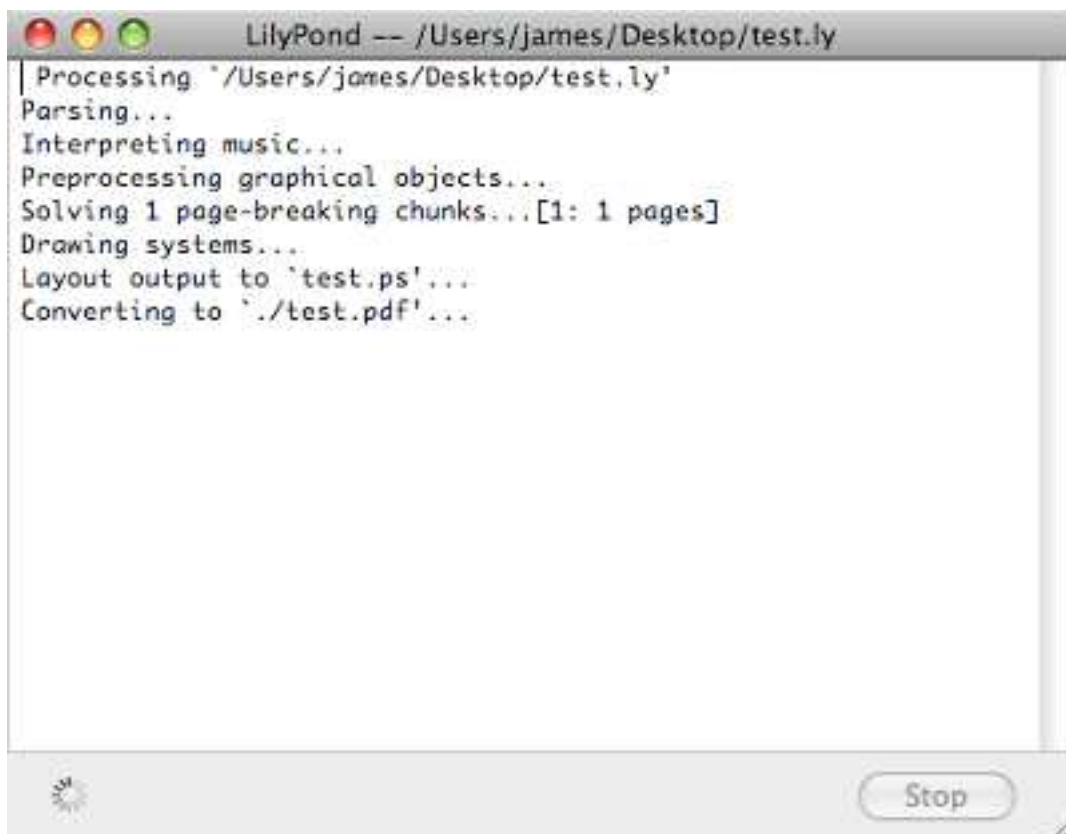 LilyPond -- /Users/james/Desktop/test.ly
Processing `/Users/james/Desktop/test.ly'
Parsing...
Interpreting music...
Preprocessing graphical objects...
Solving 1 page-breaking chunks...[1: 1 pages]
Drawing systems...
Layout output to `test.ps'...
Converting to `./test.pdf'...
Stop